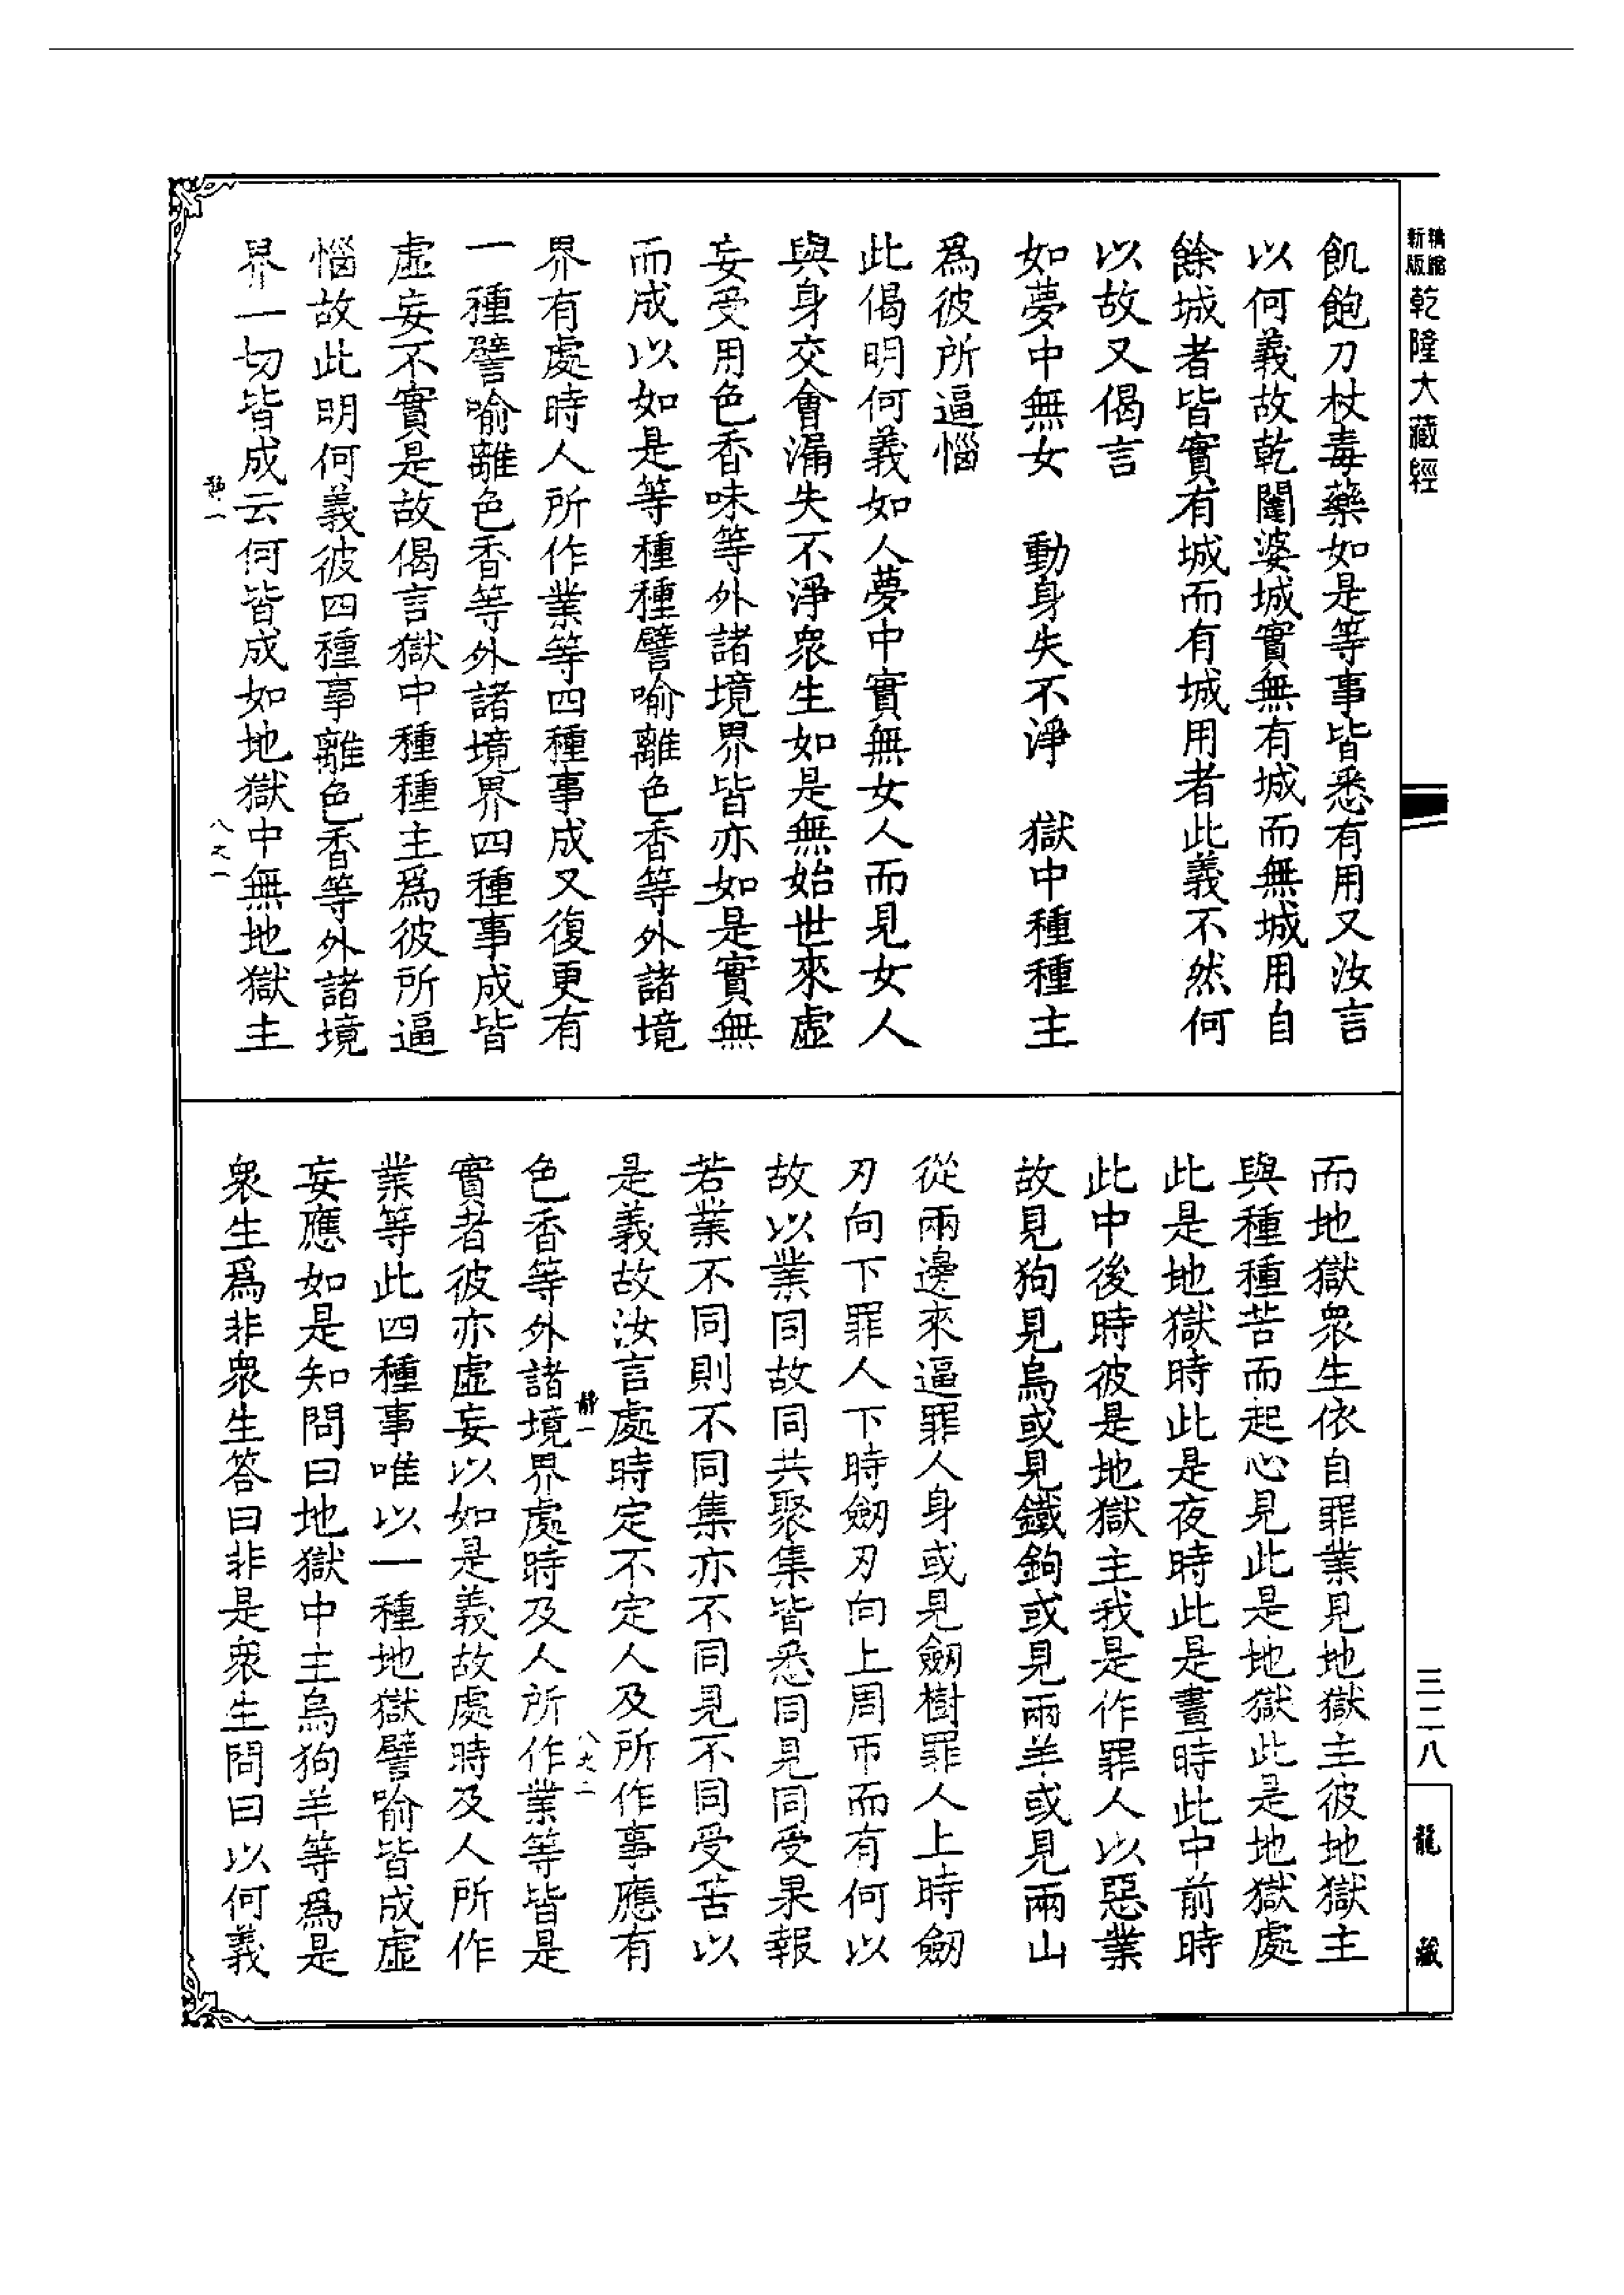 新版
乾隆大藏經
飢飽刀杖毒藥如是等事皆悉有用又汝言
以何義故乾闥婆城實無有城而無城用自
餘城者皆實有城而有城用者此義不然何
以故又偈言
如夢中無女　動身失不淨　獄中種種主
爲彼所逼惱
此偈明何義如人夢中實無女人而見女人
與身交會漏失不淨衆生如是無始世來虛
妄受用色香味等外諸境界皆亦如是實無
而成以如是等種種譬喻離色香等外諸境
界有處時人所作業等四種事成又復更有
一種譬喻離色香等外諸境界四種事成皆
虛妄不實是故偈言獄中種種主爲彼所逼
惱故此明何義彼四種事離色香等外諸境
界一切皆成云何皆成如地獄中無地獄主
靜一
八之一
而地獄衆生依自罪業見地獄主彼地獄主
與種種苦而起心見此是地獄此是地獄處
此是地獄時此是夜時此是晝時此中前時
此中後時彼是地獄主我是作罪人以惡業
故見狗見烏或見鐵鉤或見兩羊或見兩山
從兩邊來逼罪人身或見劒樹罪人上時劒
刃向下罪人下時劒刃向上周帀而有何以
故以業同故同共聚集皆悉同見同受果報
若業不同則不同集亦不同見不同受苦以
是義故汝言處時定不定人及所作事應有
靜一
八之二
色香等外諸境界處時及人所作業等皆是
實者彼亦虛妄以如是義故處時及人所作
業等此四種事唯以一種地獄譬喻皆成虛
妄應如是知問曰地獄中主烏狗羊等爲是
衆生爲非衆生答曰非是衆生問曰以何義
三二八
龍藏